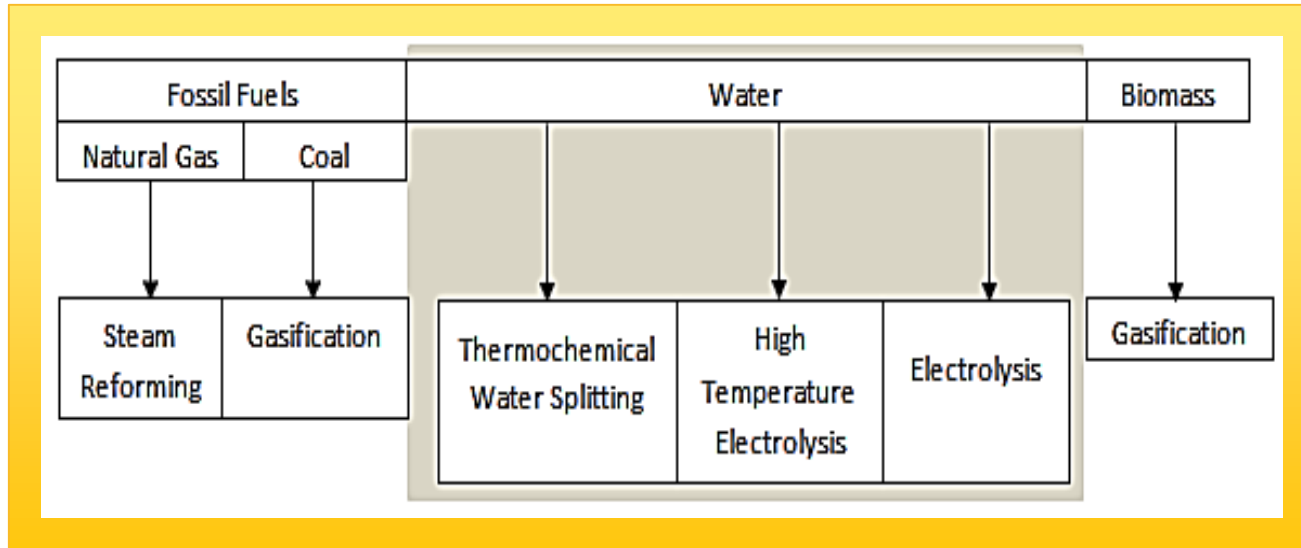 Fossil Fuels
Water
Biomass
Natural Gas
Coal
Steam
Reforming
Gasification
Thermochemical
Water Splitting
High
Temperature
Electrolysis
Electrolysis
Gasification